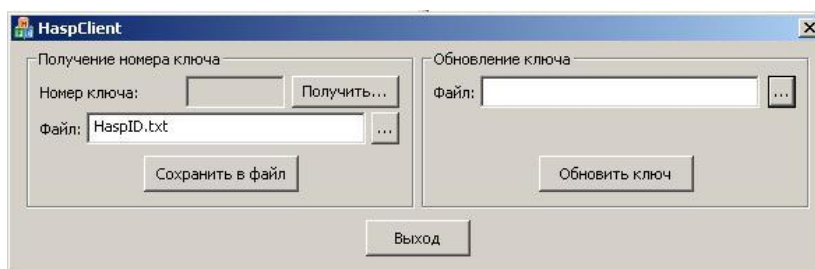 HaspClient
Получение номера ключа
Номер ключа: Получить...
Файл: HaspID.txt ...
Сохранить в файл
Обновление ключа
Файл: ...
Обновить ключ
Выход